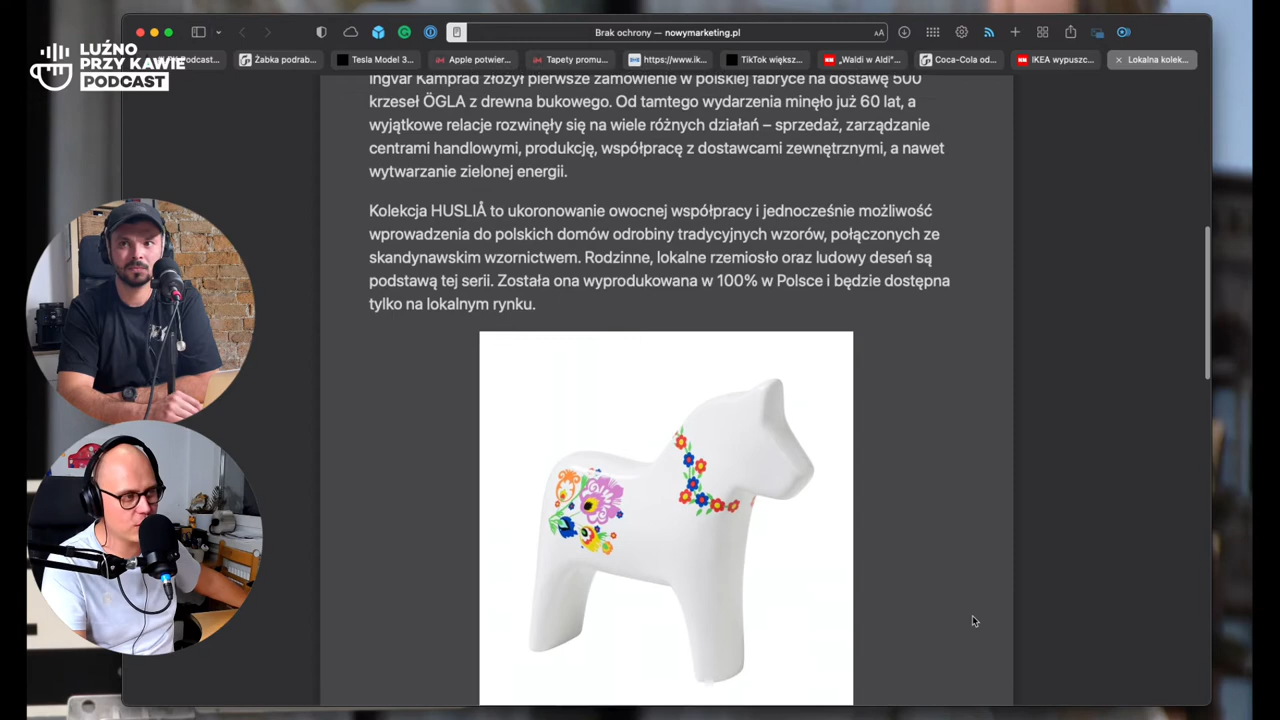 LUŹNO
PRZY KAWIE
PODCAST
Brak ochrony — nowymarketing.pl
AA
Żabka podrab...
Tesla Model 3...
Apple potwier...
Tapety promu...
https://www.ik...
TikTok większ...
„Waldi w Aldi”...
Coca-Cola od...
IKEA wypuszc...
Lokalna kolek...
Ingvar Kamprad złożył pierwsze zamówienie w polskiej fabryce na dostawę 500
krzeseł ÖGLA z drewna bukowego. Od tamtego wydarzenia minęło już 60 lat, a
wyjątkowe relacje rozwinęły się na wiele różnych działań – sprzedaż, zarządzanie
centrami handlowymi, produkcję, współpracę z dostawcami zewnętrznymi, a nawet
wytwarzanie zielonej energii.
Kolekcja HUSLIÅ to ukoronowanie owocnej współpracy i jednocześnie możliwość
wprowadzenia do polskich domów odrobiny tradycyjnych wzorów, połączonych ze
skandynawskim wzornictwem. Rodzinne, lokalne rzemiosło oraz ludowy deseń są
podstawą tej serii. Została ona wyprodukowana w 100% w Polsce i będzie dostępna
tylko na lokalnym rynku.